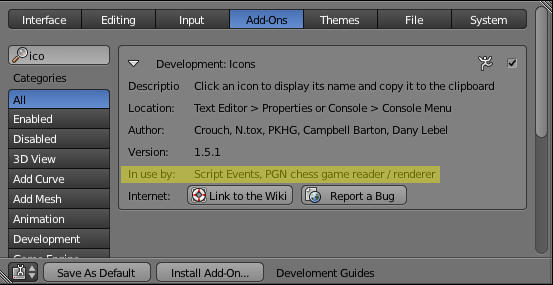 Interface Editing Input Add-Ons Themes File System
ico
Categories
All
Enabled
Disabled
3D View
Add Curve
Add Mesh
Animation
Development
Game Engine
Development: Icons
Descriptio Click an icon to display its name and copy it to the clipboard
Location: Text Editor > Properties or Console > Console Menu
Author: Crouch, N.tox, PKHG, Campbell Barton, Dany Lebel
Version: 1.5.1
In use by: Script Events, PGN chess game reader / renderer
Internet: Link to the Wiki Report a Bug
Save As Default Install Add-On... Develoment Guides